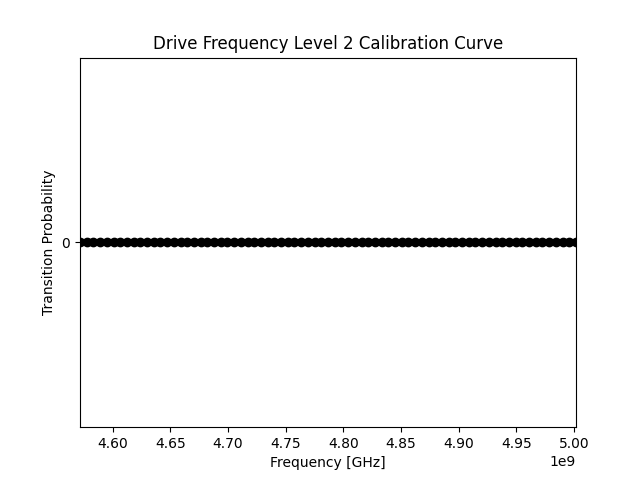 Drive Frequency Level 2 Calibration Curve
Transition Probability
0
4.60 4.65 4.70 4.75 4.80 4.85 4.90 4.95 5.00
1e9
Frequency [GHz]